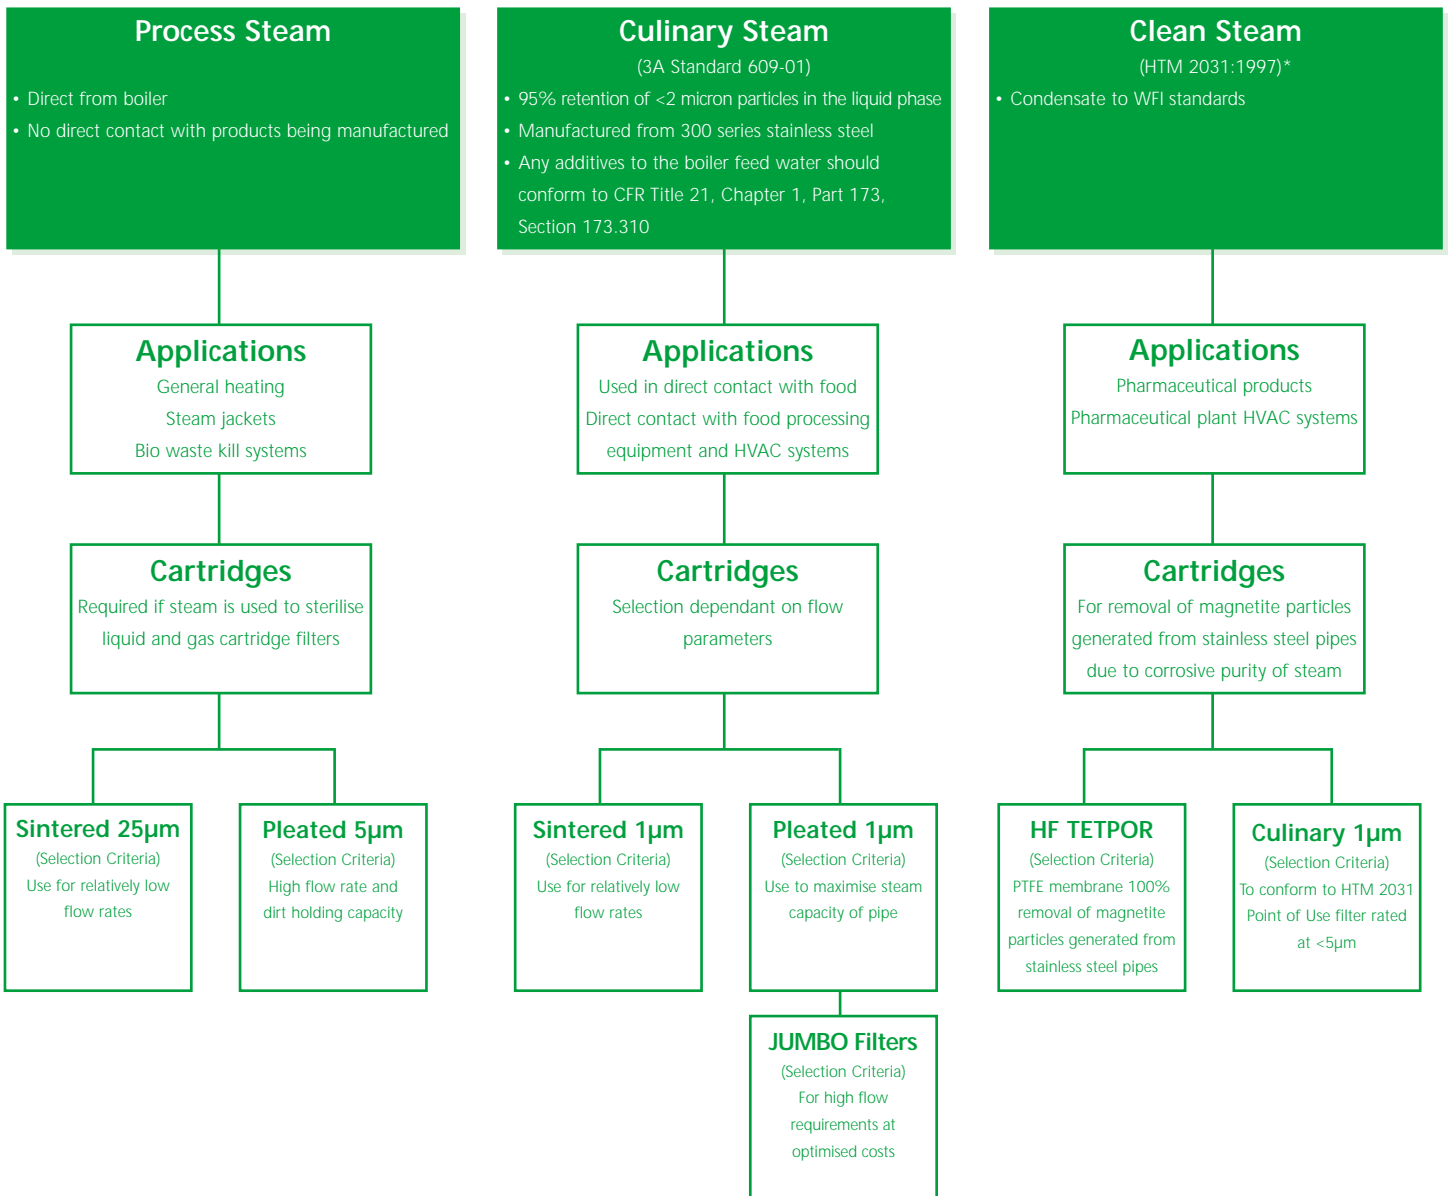 Process Steam
• Direct from boiler
• No direct contact with products being manufactured
Culinary Steam
(3A Standard 609-01)
• 95% retention of <2 micron particles in the liquid phase
• Manufactured from 300 series stainless steel
• Any additives to the boiler feed water should
conform to CFR Title 21, Chapter 1, Part 173,
Section 173.310
Clean Steam
(HTM 2031:1997)*
• Condensate to WFI standards
Applications
General heating
Steam jackets
Bio waste kill systems
Applications
Used in direct contact with food
Direct contact with food processing
equipment and HVAC systems
Applications
Pharmaceutical products
Pharmaceutical plant HVAC systems
Cartridges
Required if steam is used to sterilise
liquid and gas cartridge filters
Cartridges
Selection dependant on flow
parameters
Cartridges
For removal of magnetite particles
generated from stainless steel pipes
due to corrosive purity of steam
Sintered 25µm
(Selection Criteria)
Use for relatively low
flow rates
Pleated 5µm
(Selection Criteria)
High flow rate and
dirt holding capacity
Sintered 1µm
(Selection Criteria)
Use for relatively low
flow rates
Pleated 1µm
(Selection Criteria)
Use to maximise steam
capacity of pipe
HF TETPOR
(Selection Criteria)
PTFE membrane 100%
removal of magnetite
particles generated from
stainless steel pipes
Culinary 1µm
(Selection Criteria)
To conform to HTM 2031
Point of Use filter rated
at <5µm
JUMBO Filters
(Selection Criteria)
For high flow
requirements at
optimised costs